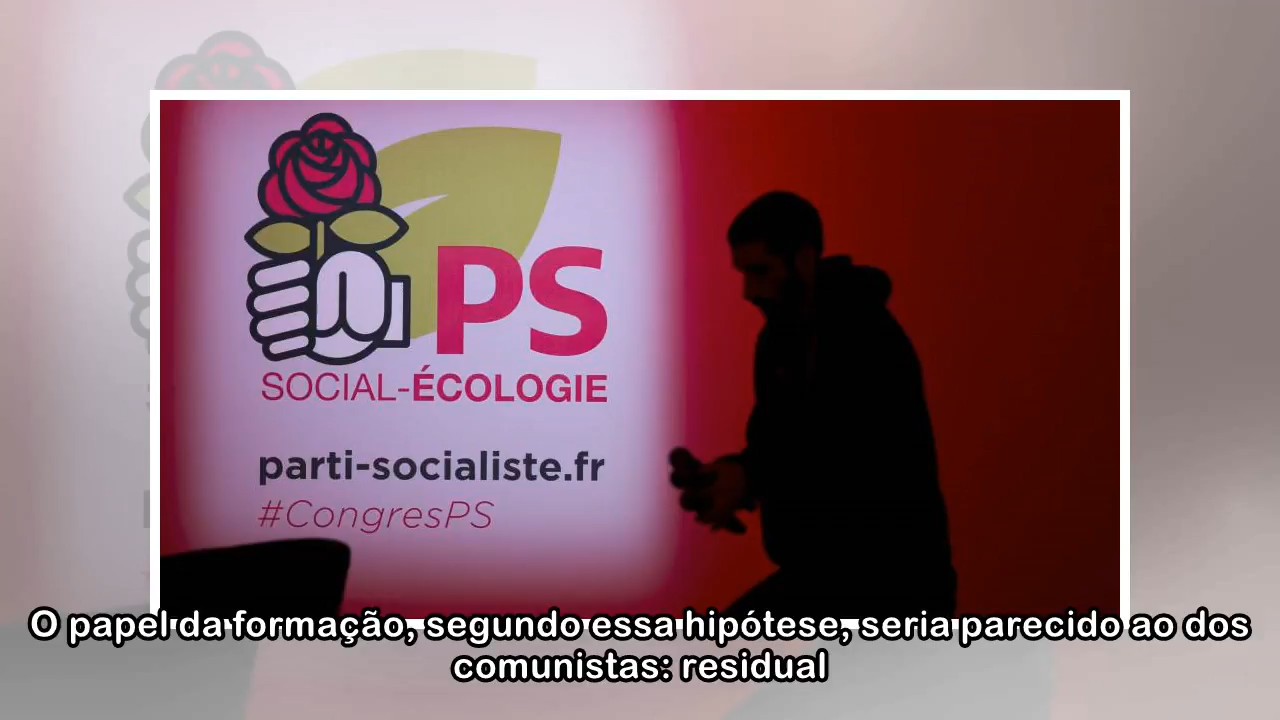 PS
SOCIAL-ÉCOLOGIE
parti-socialiste.fr
#CongresPS
O papel da formação, segundo essa hipótese, seria parecido ao dos
comunistas: residual